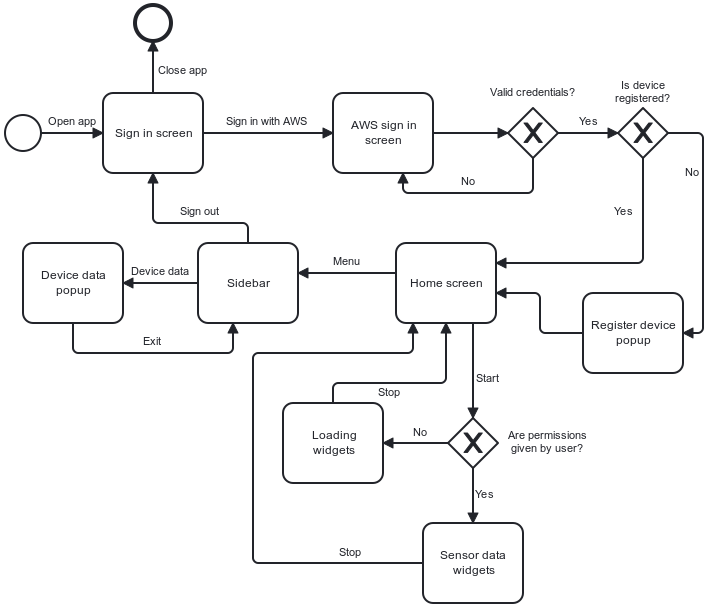 Close app
Open app
Sign in screen
Sign in with AWS
AWS sign in
screen
Valid credentials?
Yes
Is device
registered?
No
No
Yes
Sign out
Device data
popup
Device data
Sidebar
Menu
Home screen
Register device
popup
Exit
Start
Stop
Loading
widgets
No
Are permissions
given by user?
Yes
Stop
Sensor data
widgets